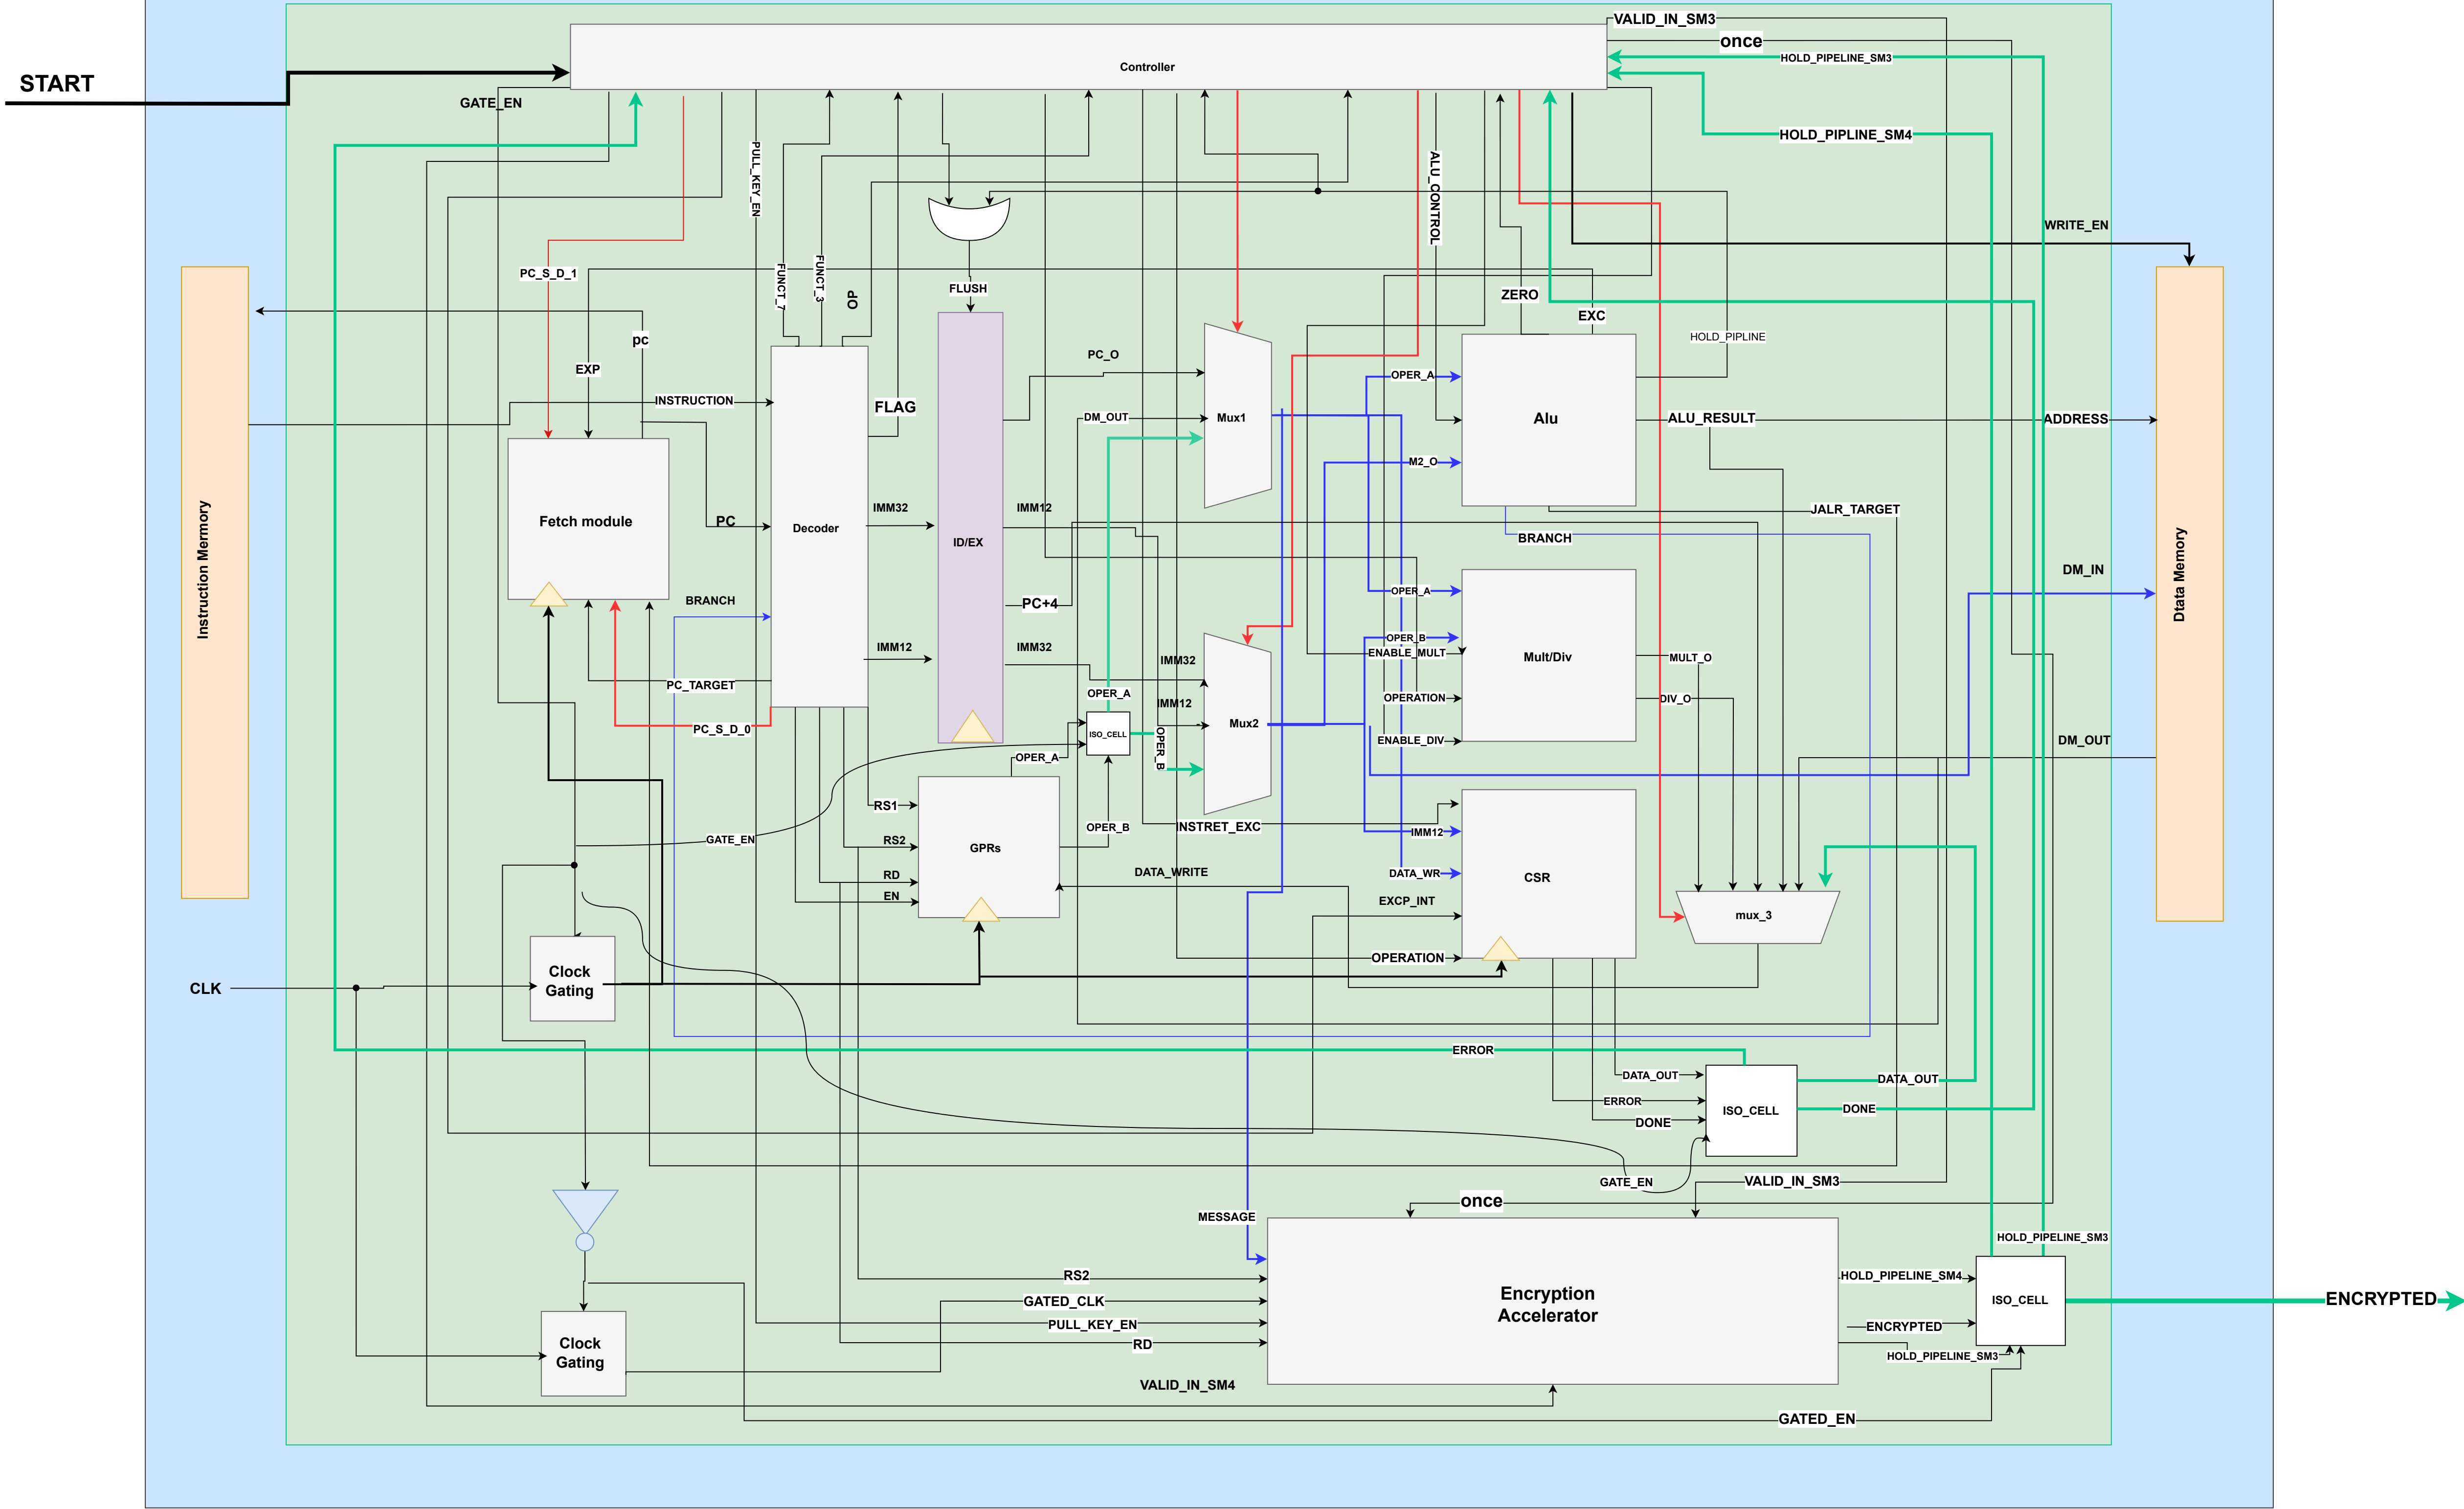 VALID_IN_SM3
once
HOLD_PIPELINE_SM3
Controller
START
GATE_EN
HOLD_PIPLINE_SM4
PULL_KEY_EN
ALU_CONTROL
WRITE_EN
PC_S_D_1
FUNCT_7
FUNCT_3
OP
FLUSH
ZERO
EXC
HOLD_PIPLINE
pc
EXP
PC_O
INSTRUCTION
FLAG
DM_OUT
Mux1
OPER_A
Alu
ALU_RESULT
ADDRESS
M2_O
Instruction Mermory
Fetch module
PC
Decoder
IMM32
ID/EX
IMM12
JALR_TARGET
BRANCH
Dtata Memory
DM_IN
BRANCH
PC+4
OPER_A
OPER_B
ENABLE_MULT
Mult/Div
MULT_O
IMM12
IMM32
IMM32
PC_TARGET
OPER_A
IMM12
OPERATION
DIV_O
PC_S_D_0
ISO_CELL
OPER_B
Mux2
ENABLE_DIV
DM_OUT
OPER_A
RS1
GATE_EN
RS2
GPRs
OPER_B
INSTRET_EXC
IMM12
RD
EN
DATA_WRITE
DATA_WR
CSR
EXCP_INT
mux_3
OPERATION
Clock
Gating
CLK
ERROR
DATA_OUT
DATA_OUT
ERROR
ISO_CELL
DONE
DONE
GATE_EN
VALID_IN_SM3
once
MESSAGE
HOLD_PIPELINE_SM3
RS2
HOLD_PIPELINE_SM4
GATED_CLK
Encryption
Accelerator
ISO_CELL
ENCRYPTED
PULL_KEY_EN
ENCRYPTED
RD
HOLD_PIPELINE_SM3
Clock
Gating
VALID_IN_SM4
GATED_EN